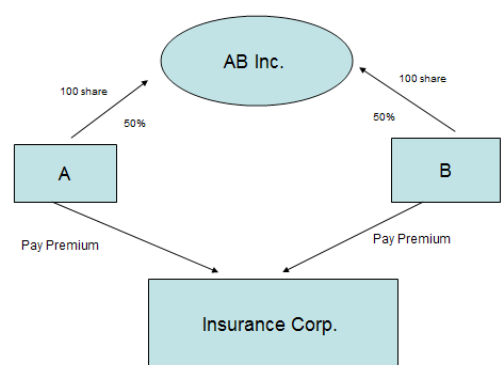 AB Inc.
100 share
100 share
50%
50%
A
B
Pay Premium
Pay Premium
Insurance Corp.